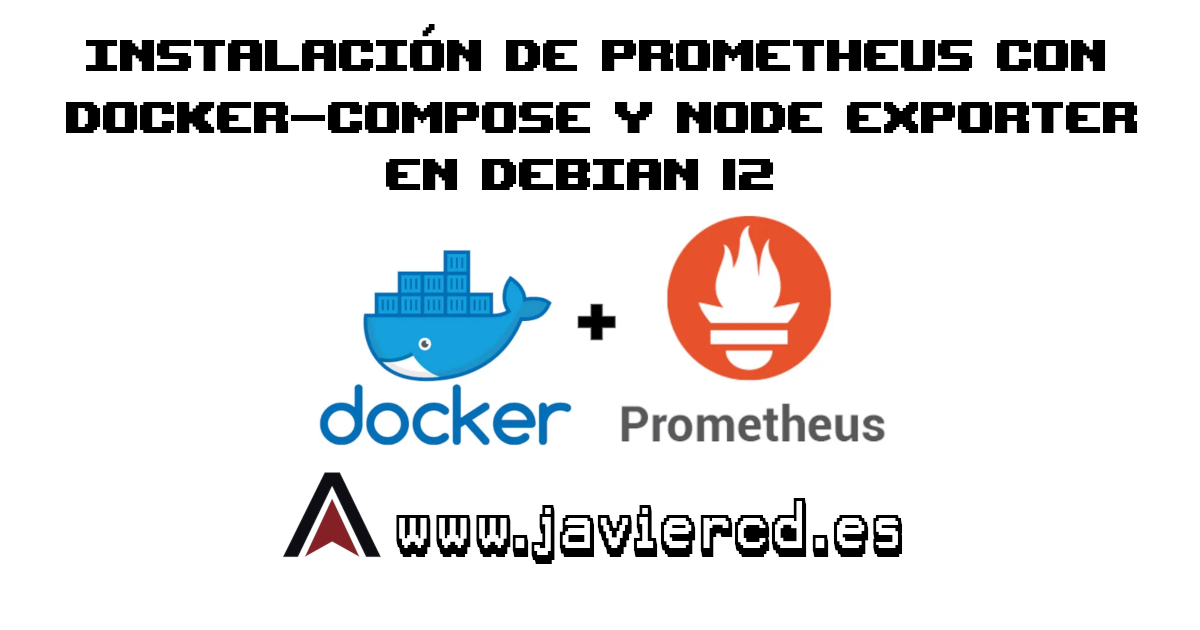 INSTALACIÓN DE PROMETHEUS CON
DOCKER-COMPOSE Y NODE EXPORTER
EN DEBIAN 12
docker
+
Prometheus
www.javiercd.es